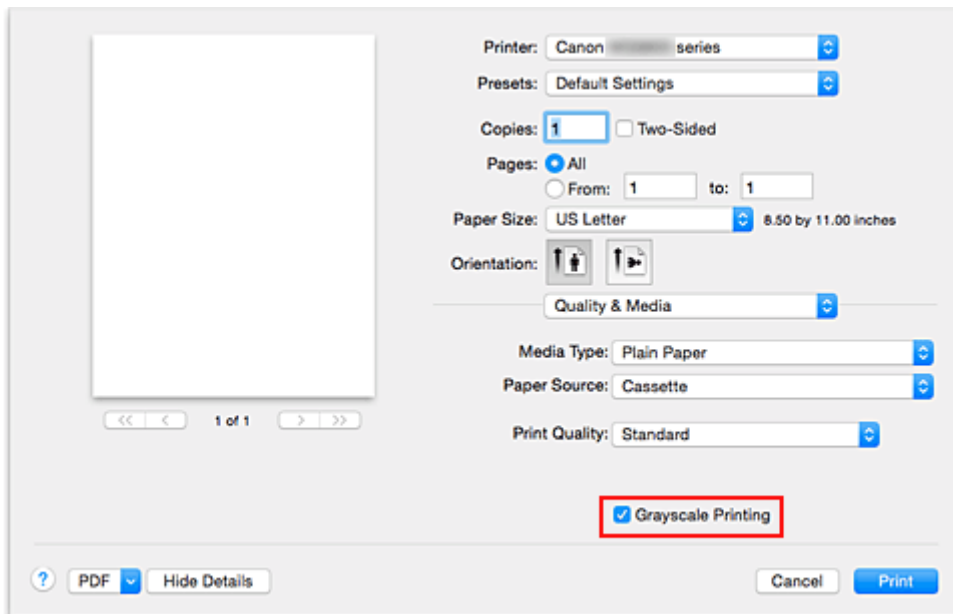 Printer: Canon series
Presets: Default Settings
Copies: 1 Two-Sided
Pages: All
From: 1 to: 1
Paper Size: US Letter 8.50 by 11.00 inches
Orientation:
Quality & Media
Media Type: Plain Paper
Paper Source: Cassette
<< < 1 of 1 > >>
Print Quality: Standard
Grayscale Printing
? PDF Hide Details Cancel Print